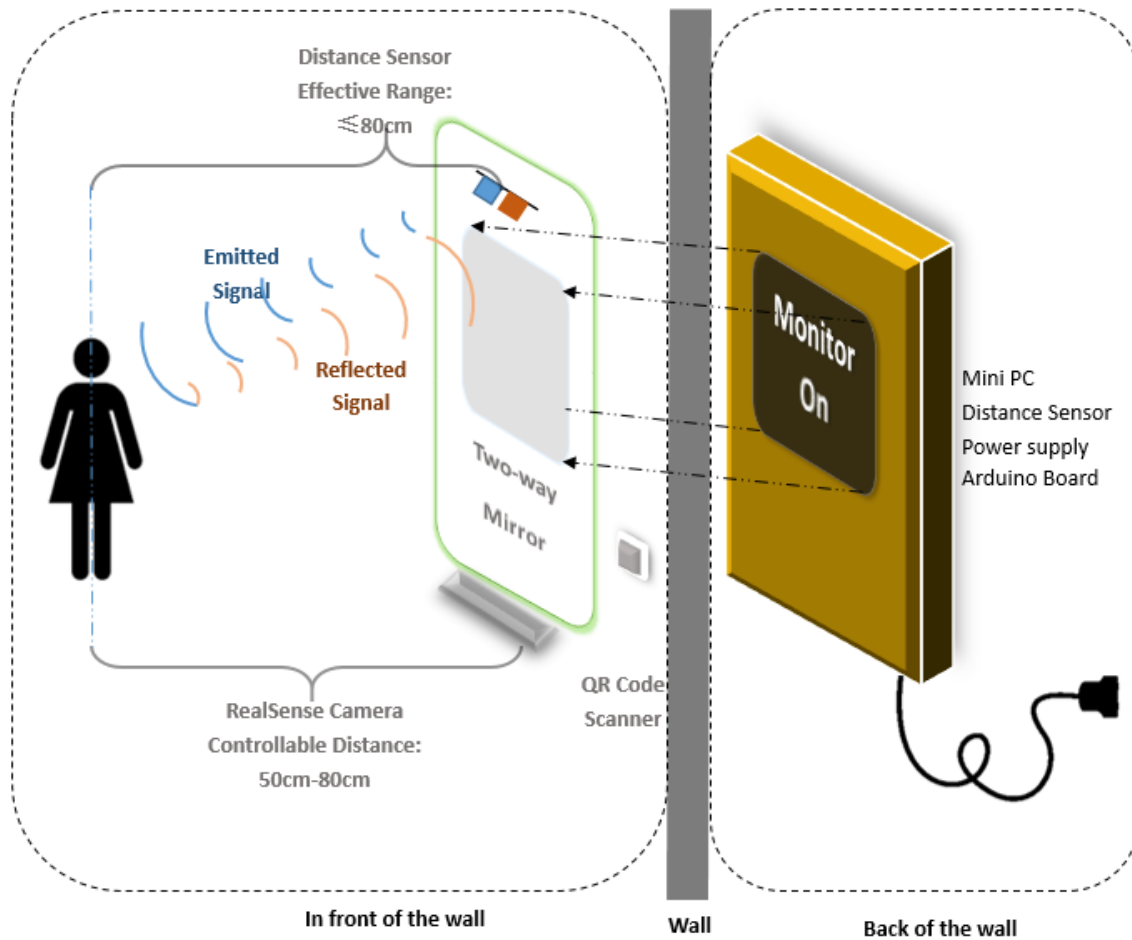 Distance Sensor
Effective Range:
≤80cm
Emitted
Signal
Reflected
Signal
Two-way
Mirror
Monitor
On
Mini PC
Distance Sensor
Power supply
Arduino Board
QR Code
Scanner
RealSense Camera
Controllable Distance:
50cm-80cm
In front of the wall
Wall
Back of the wall